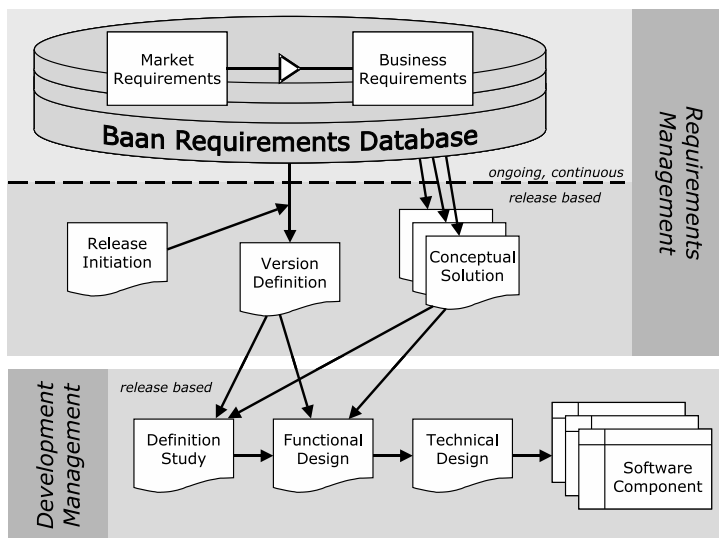 Market
Requirements
Business
Requirements
Baan Requirements Database
Requirements
Management
ongoing, continuous
release based
Release
Initiation
Version
Definition
Conceptual
Solution
Development
Management
release based
Definition
Study
Functional
Design
Technical
Design
Software
Component